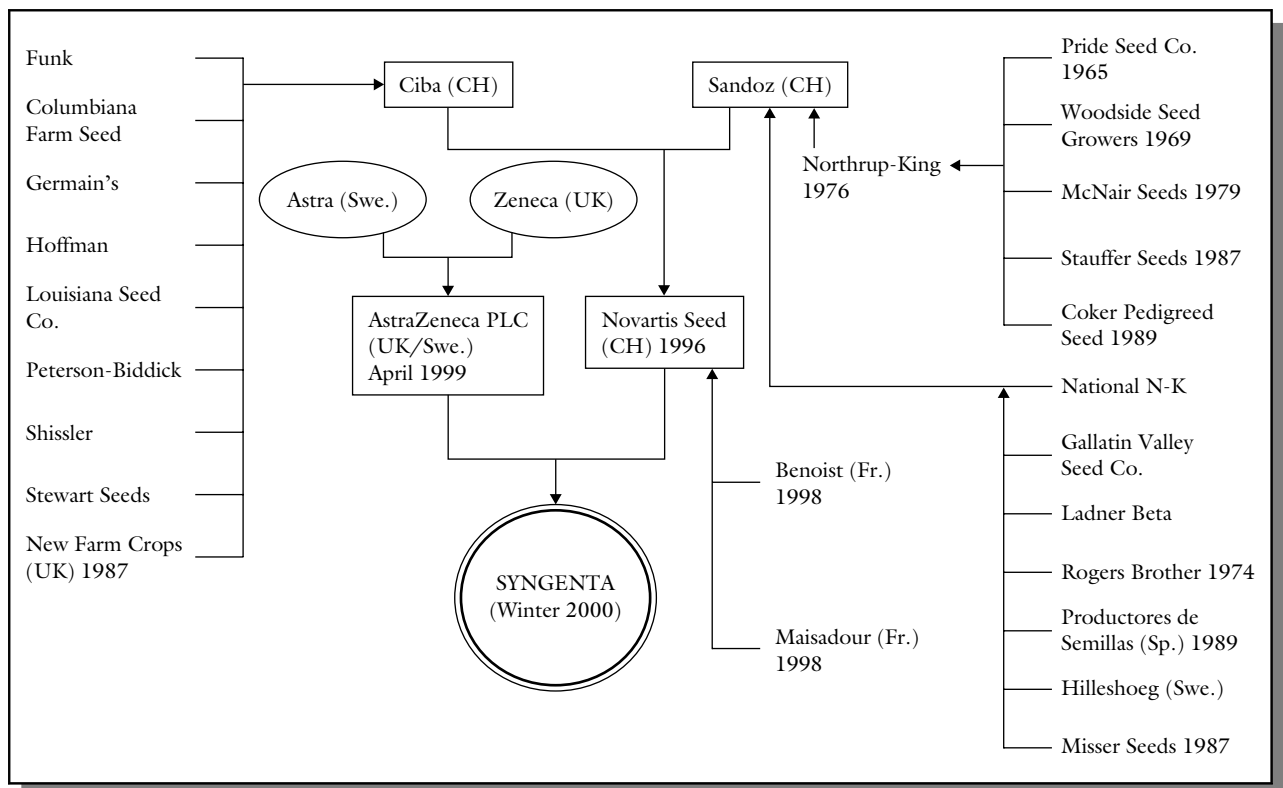 Funk
Columbiana
Farm Seed
Germain's
Hoffman
Louisiana Seed
Co.
Peterson-Biddick
Shissler
Stewart Seeds
New Farm Crops
(UK) 1987
Ciba (CH)
Sandoz (CH)
Astra (Swe.)
Zeneca (UK)
AstraZeneca PLC
(UK/Swe.)
April 1999
Novartis Seed
(CH) 1996
SYNGENTA
(Winter 2000)
Benoist (Fr.)
1998
Maisadour (Fr.)
1998
Northrup-King
1976
Pride Seed Co.
1965
Woodside Seed
Growers 1969
McNair Seeds 1979
Stauffer Seeds 1987
Coker Pedigreed
Seed 1989
National N-K
Gallatin Valley
Seed Co.
Ladner Beta
Rogers Brother 1974
Productores de
Semillas (Sp.) 1989
Hilleshoeg (Swe.)
Misser Seeds 1987